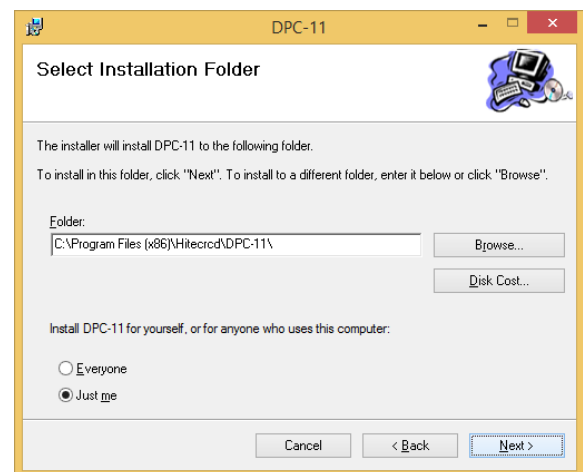 DPC-11
Select Installation Folder
The installer will install DPC-11 to the following folder.
To install in this folder, click "Next". To install to a different folder, enter it below or click "Browse".
Folder:
C:\Program Files (x86)\Hitecrcd\DPC-11\
Browse...
Disk Cost...
Install DPC-11 for yourself, or for anyone who uses this computer:
Everyone
Just me
Cancel
< Back
Next >